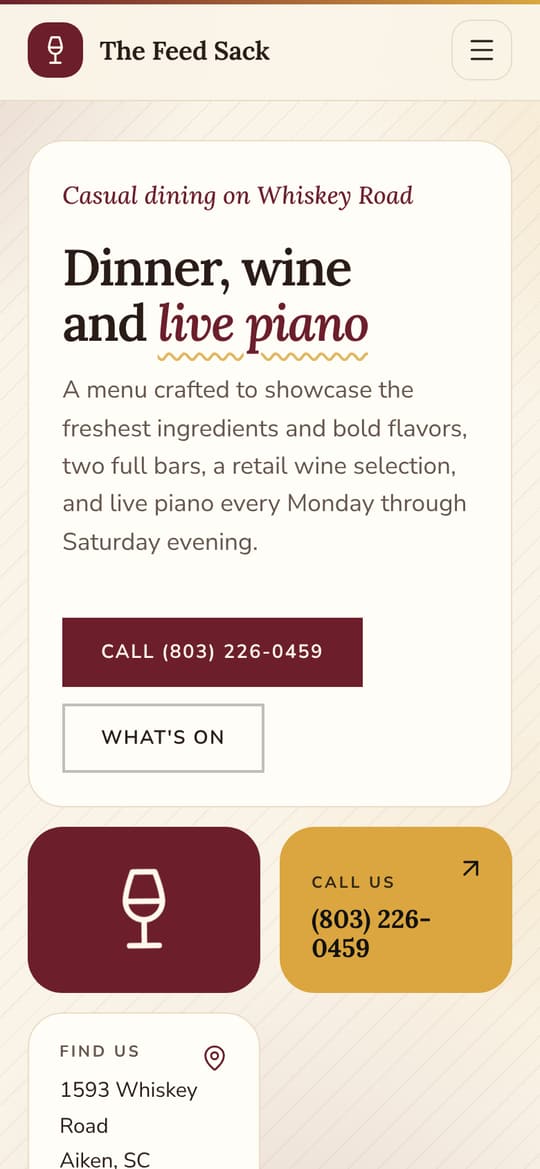 The Feed Sack
Casual dining on Whiskey Road
Dinner, wine
and live piano
A menu crafted to showcase the
freshest ingredients and bold flavors,
two full bars, a retail wine selection,
and live piano every Monday through
Saturday evening.
CALL (803) 226-0459
WHAT'S ON
CALL US
(803) 226-
0459
FIND US
1593 Whiskey
Road
Aiken, SC